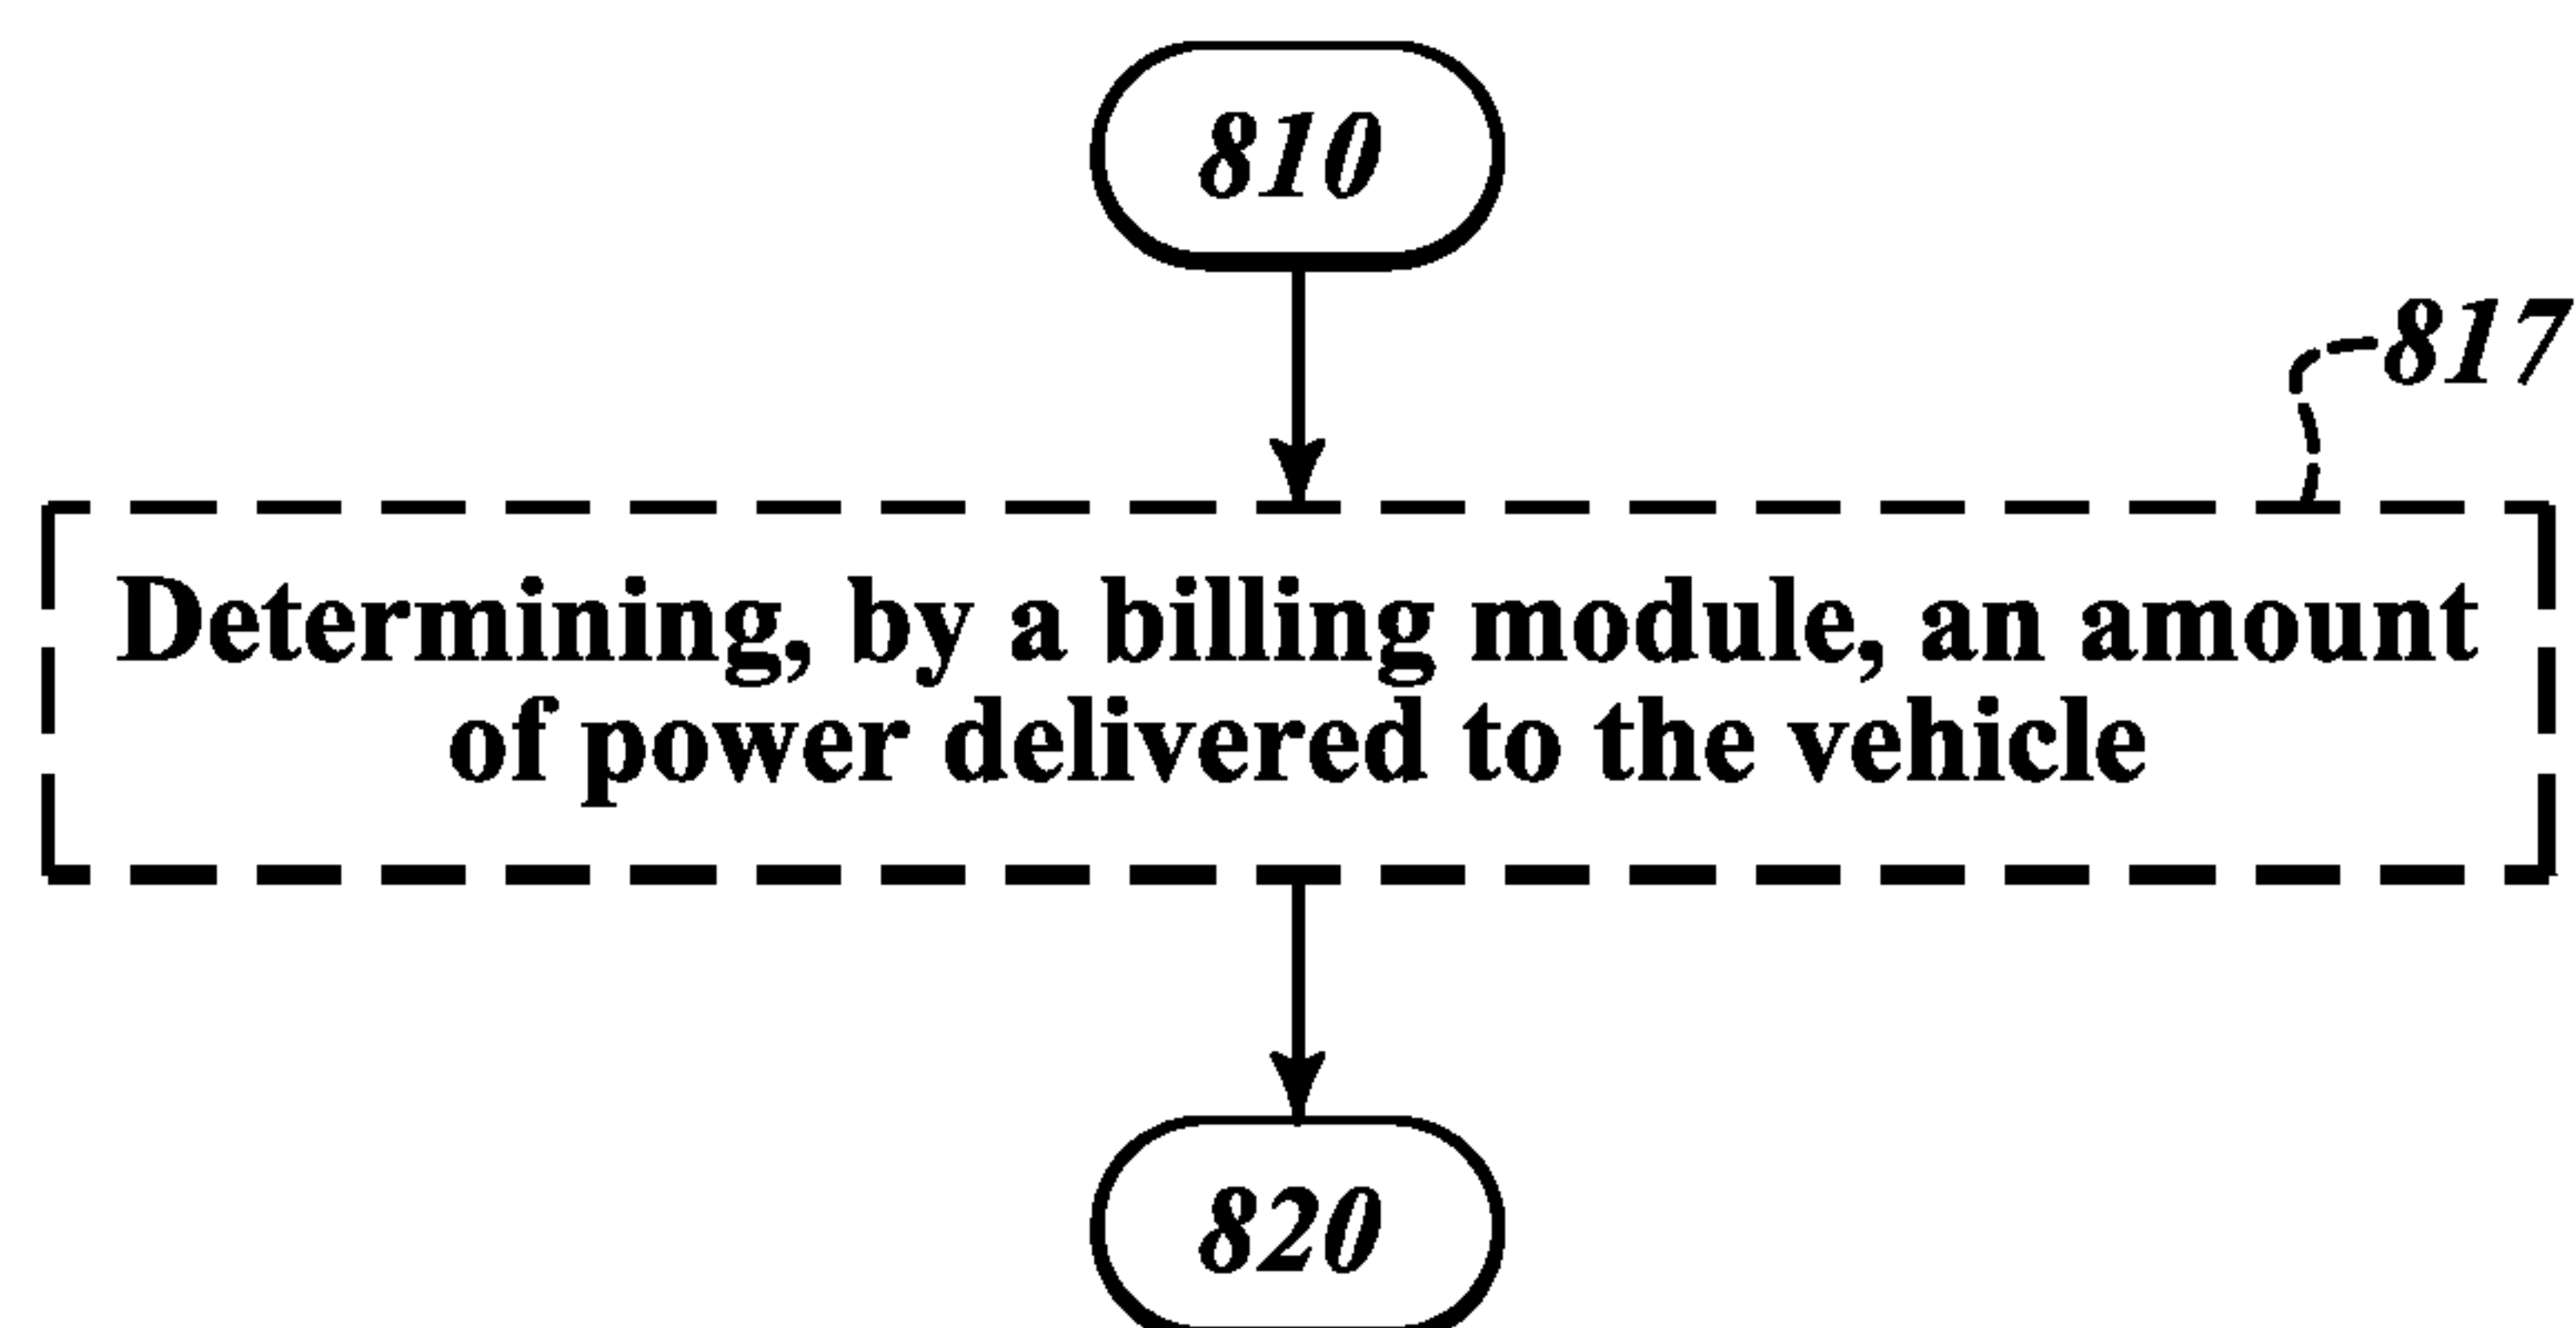 810
817
Determining, by a billing module, an amount
of power delivered to the vehicle
820